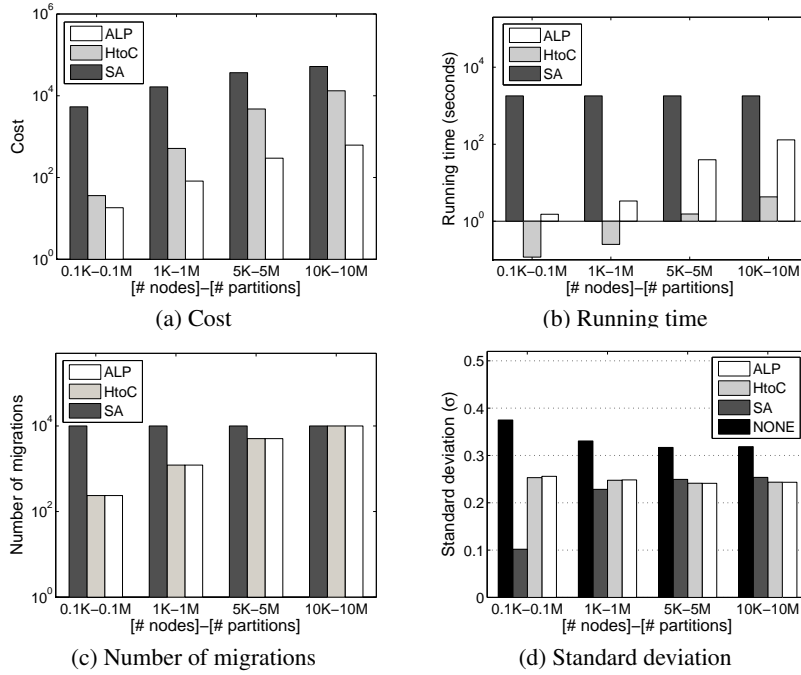 10^6
10^4
10^2
10^0
Cost
ALP
HtoC
SA
0.1K−0.1M 1K−1M 5K−5M 10K−10M
[# nodes]−[# partitions]
(a) Cost
10^4
10^2
10^0
Running time (seconds)
ALP
HtoC
SA
0.1K−0.1M 1K−1M 5K−5M 10K−10M
[# nodes]−[# partitions]
(b) Running time
10^4
10^2
10^0
Number of migrations
ALP
HtoC
SA
0.1K−0.1M 1K−1M 5K−5M 10K−10M
[# nodes]−[# partitions]
(c) Number of migrations
0.5
0.4
0.3
0.2
0.1
0
Standard deviation (σ)
ALP
HtoC
SA
NONE
0.1K−0.1M 1K−1M 5K−5M 10K−10M
[# nodes]−[# partitions]
(d) Standard deviation